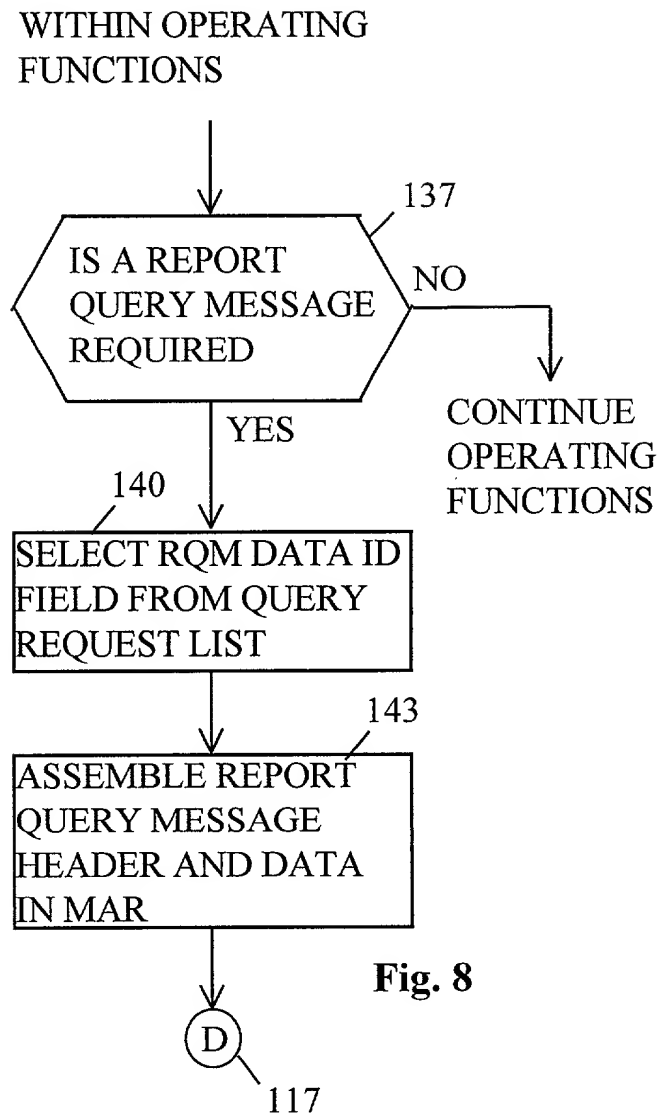 WITHIN OPERATING
FUNCTIONS
137
IS A REPORT
QUERY MESSAGE
REQUIRED
NO
YES
CONTINUE
OPERATING
FUNCTIONS
140
SELECT RQM DATA ID
FIELD FROM QUERY
REQUEST LIST
143
ASSEMBLE REPORT
QUERY MESSAGE
HEADER AND DATA
IN MAR
Fig. 8
D
117